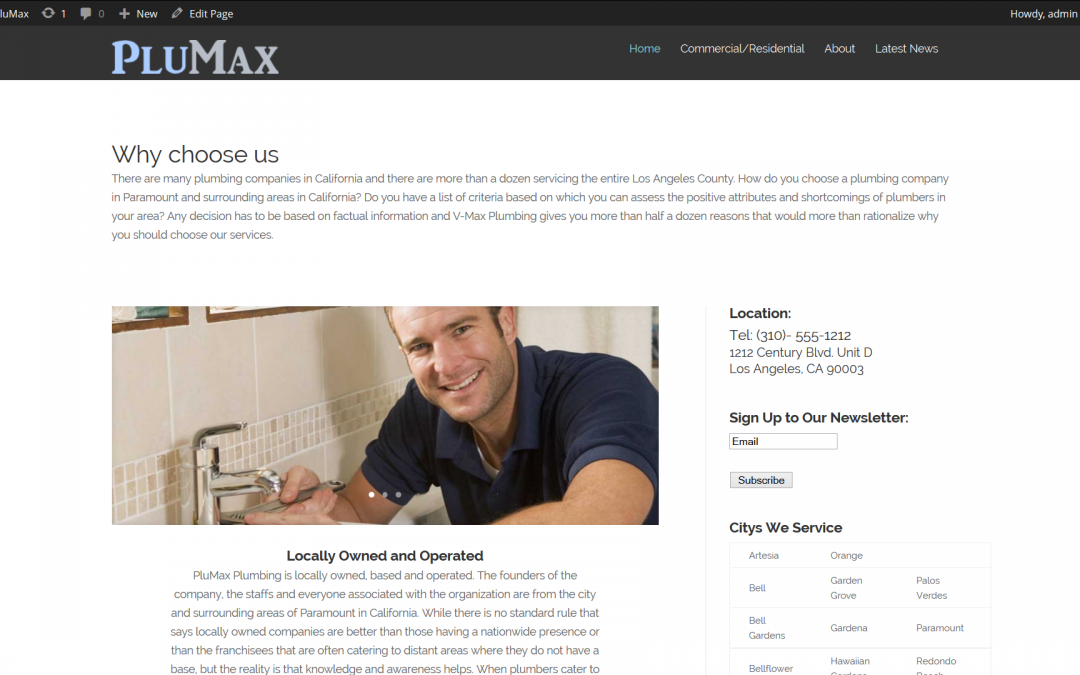 luMax 1 0 New Edit Page Howdy, admin
PLUMAX Home Commercial/Residential About Latest News
Why choose us
There are many plumbing companies in California and there are more than a dozen servicing the entire Los Angeles County. How do you choose a plumbing company
in Paramount and surrounding areas in California? Do you have a list of criteria based on which you can assess the positive attributes and shortcomings of plumbers in
your area? Any decision has to be based on factual information and V-Max Plumbing gives you more than half a dozen reasons that would more than rationalize why
you should choose our services.
Locally Owned and Operated
PluMax Plumbing is locally owned, based and operated. The founders of the
company, the staffs and everyone associated with the organization are from the city
and surrounding areas of Paramount in California. While there is no standard rule that
says locally owned companies are better than those having a nationwide presence or
than the franchisees that are often catering to distant areas where they do not have a
base, but the reality is that knowledge and awareness helps. When plumbers cater to
Location:
Tel: (310)- 555-1212
1212 Century Blvd. Unit D
Los Angeles, CA 90003
Sign Up to Our Newsletter:
Email
Subscribe
Citys We Service
Artesia Orange
Bell Garden Grove Palos Verdes
Bell Gardens Gardena Paramount
Bellflower Hawaiian Gardens Redondo Beach